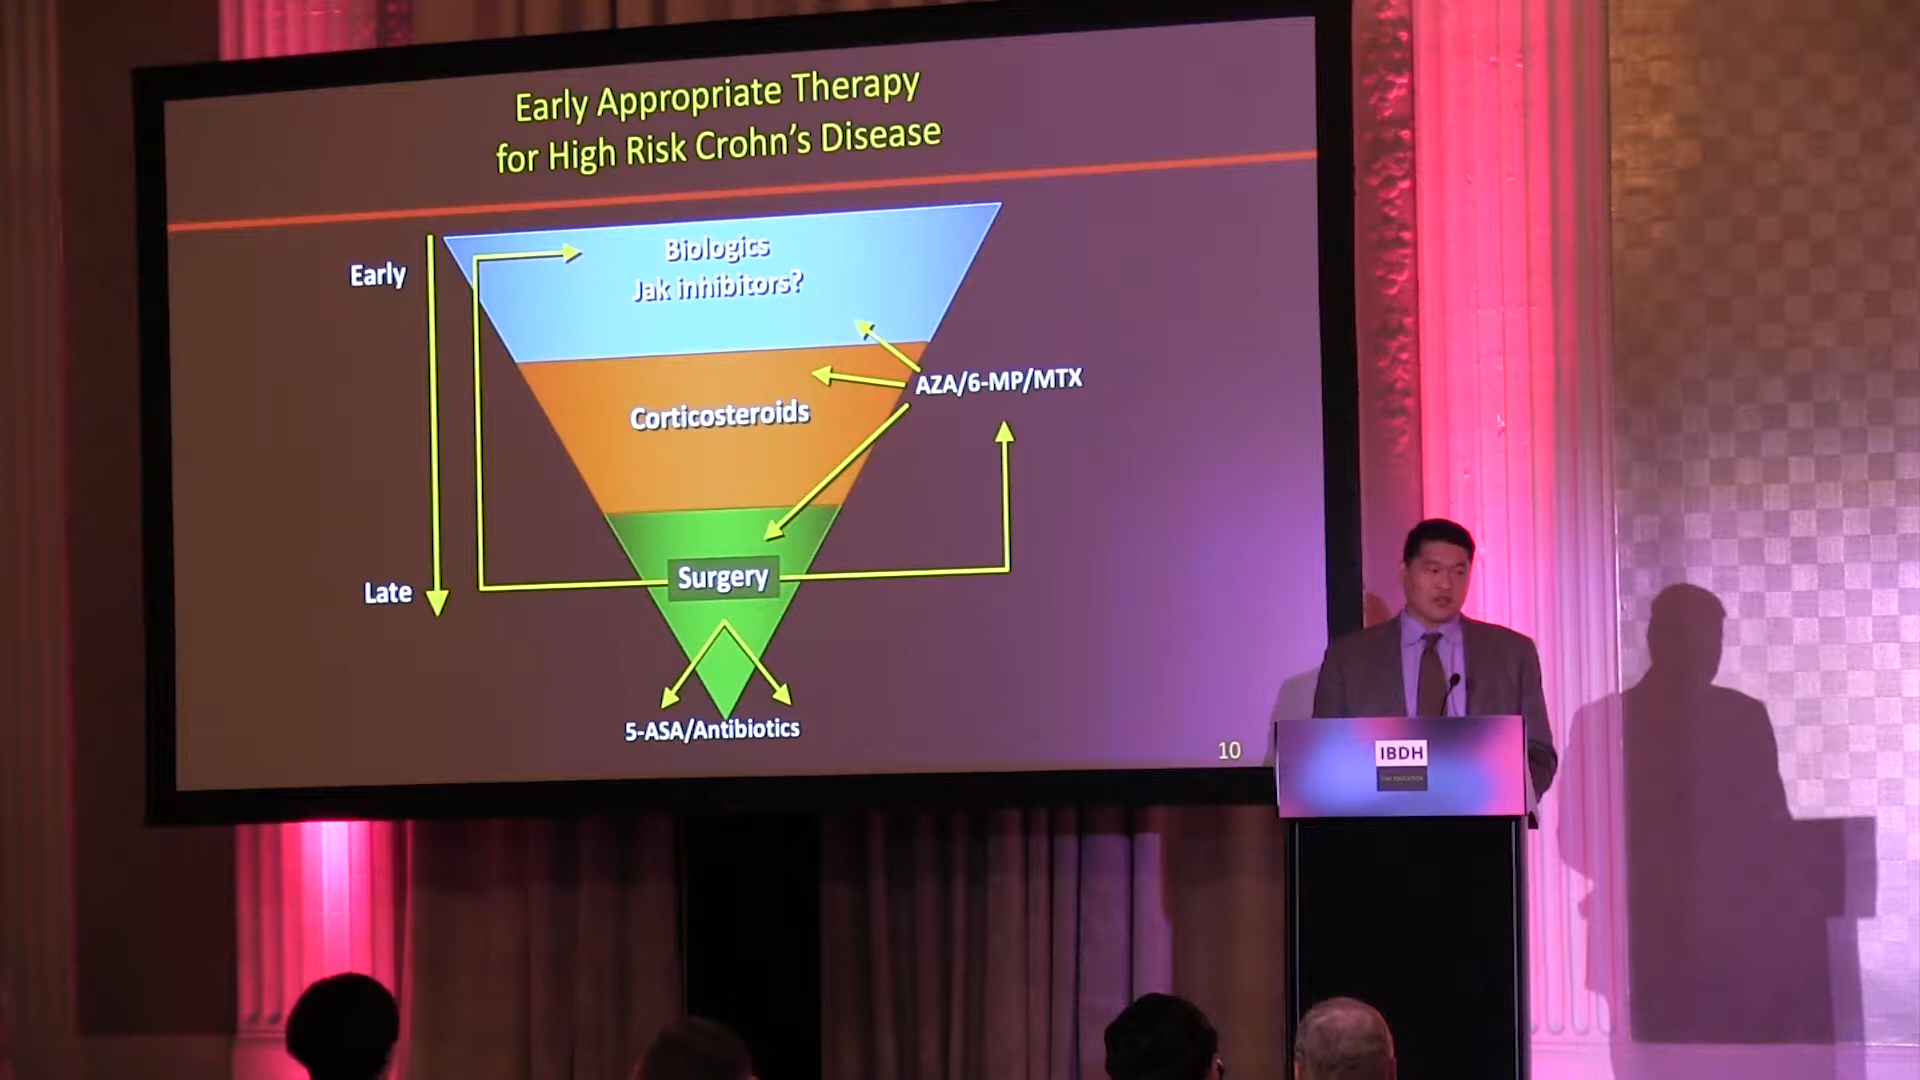 Early Appropriate Therapy
for High Risk Crohn's Disease
Early
Biologics
Jak inhibitors?
AZA/6-MP/MTX
Corticosteroids
Surgery
Late
5-ASA/Antibiotics
10
IBDH